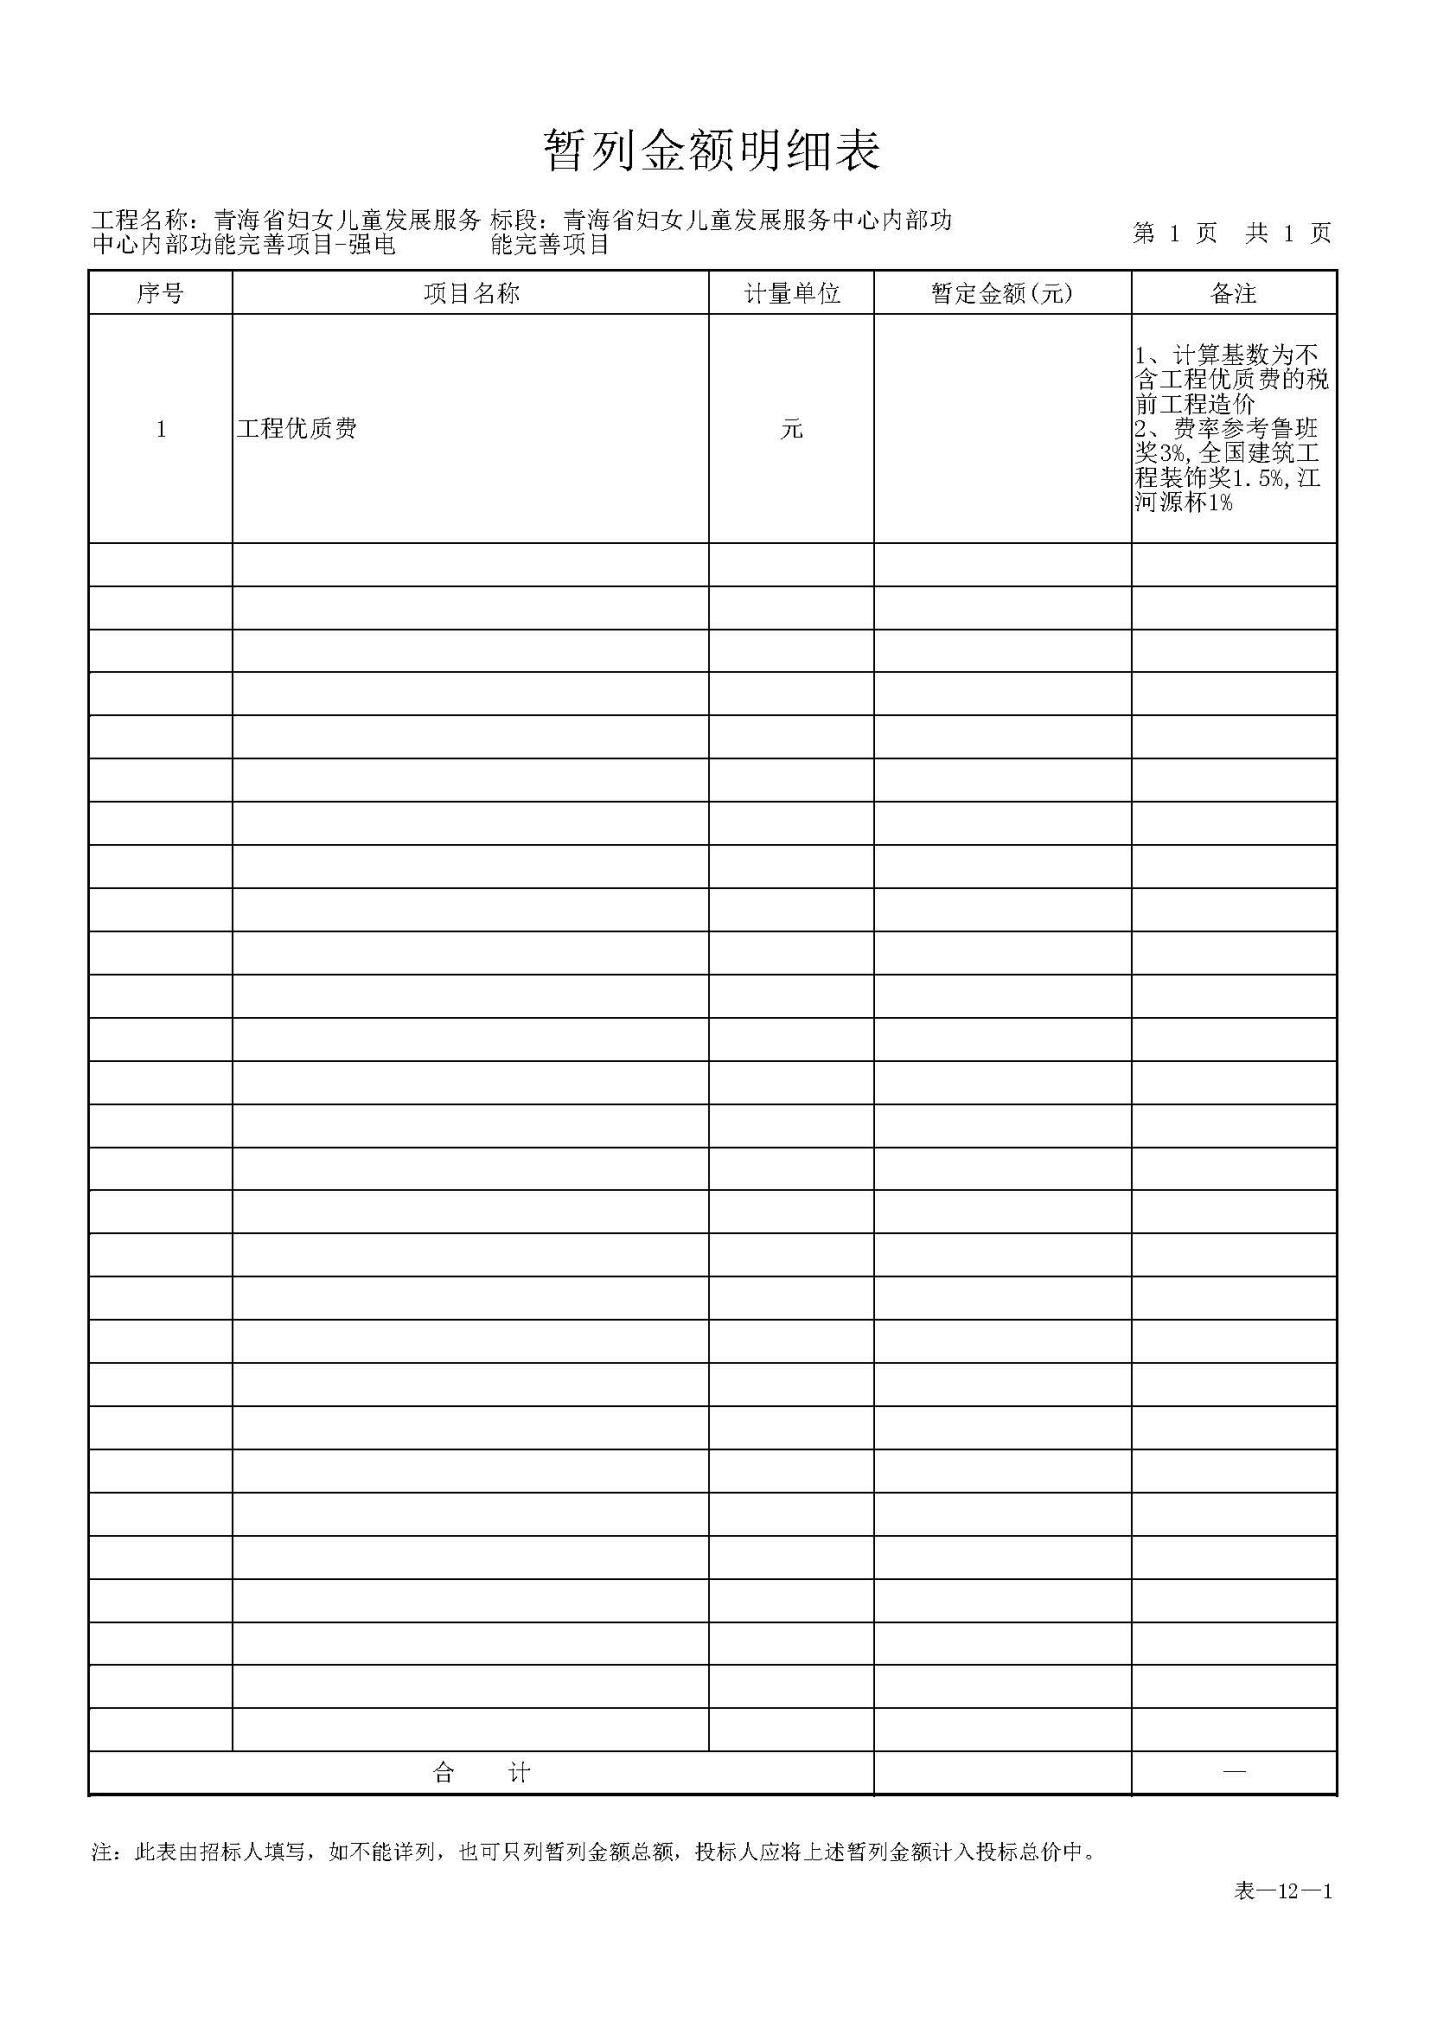 暂列金额明细表
工程名称：青海省妇女儿童发展服务 标段：青海省妇女儿童发展服务中心内部功
中心内部功能完善项目-强电 能完善项目
第 1 页 共 1 页
序号 项目名称 计量单位 暂定金额(元) 备注
1 工程优质费 元
1、计算基数为不
含工程优质费的税
前工程造价
2、费率参考鲁班
奖3%,全国建筑工
程装饰奖1.5%,江
河源杯1%
合 计 —
注：此表由招标人填写，如不能详列，也可只列暂列金额总额，投标人应将上述暂列金额计入投标总价中。
表—12—1